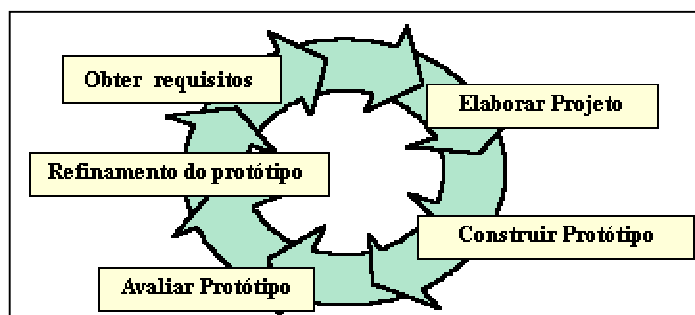 Obter requisitos
Elaborar Projeto
Refinamento do protótipo
Construir Protótipo
Avaliar Protótipo